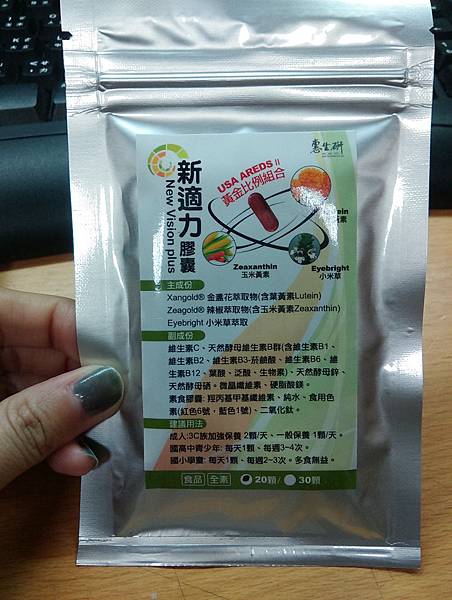 惠生研
新適力膠囊
New Vision plus
USA AREDS II
黃金比例組合
Zeaxanthin
玉米黃素
Eyebright
小米草
主成份
Xangold® 金盞花萃取物(含葉黃素Lutein)
Zeagold® 辣椒萃取物(含玉米黃素Zeaxanthin)
Eyebright 小米草萃取
副成份
維生素C、天然酵母維生素B群(含維生素B1、
維生素B2、維生素B3-菸鹼酸、維生素B6、維
生素B12、葉酸、泛酸、生物素)、天然酵母鋅、
天然酵母硒。微晶纖維素、硬脂酸鎂。
素食膠囊: 羥丙基甲基纖維素、純水、食用色
素(紅色6號、藍色1號)、二氧化鈦。
建議用法
成人:3C族加強保養 2顆/天、一般保養 1顆/天。
國高中青少年: 每天1顆、每週3~4次。
國小學童: 每天1顆、每週2~3次。多食無益。
食品 全素 20顆/ 30顆